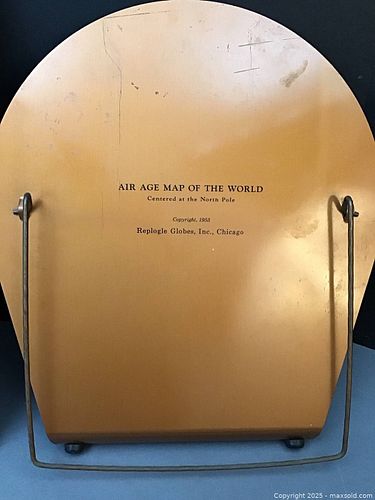 AIR AGE MAP OF THE WORLD
Centered at the North Pole
Copyright, 1953
Replogle Globes, Inc., Chicago
Copyright 2025 - maxsold.com